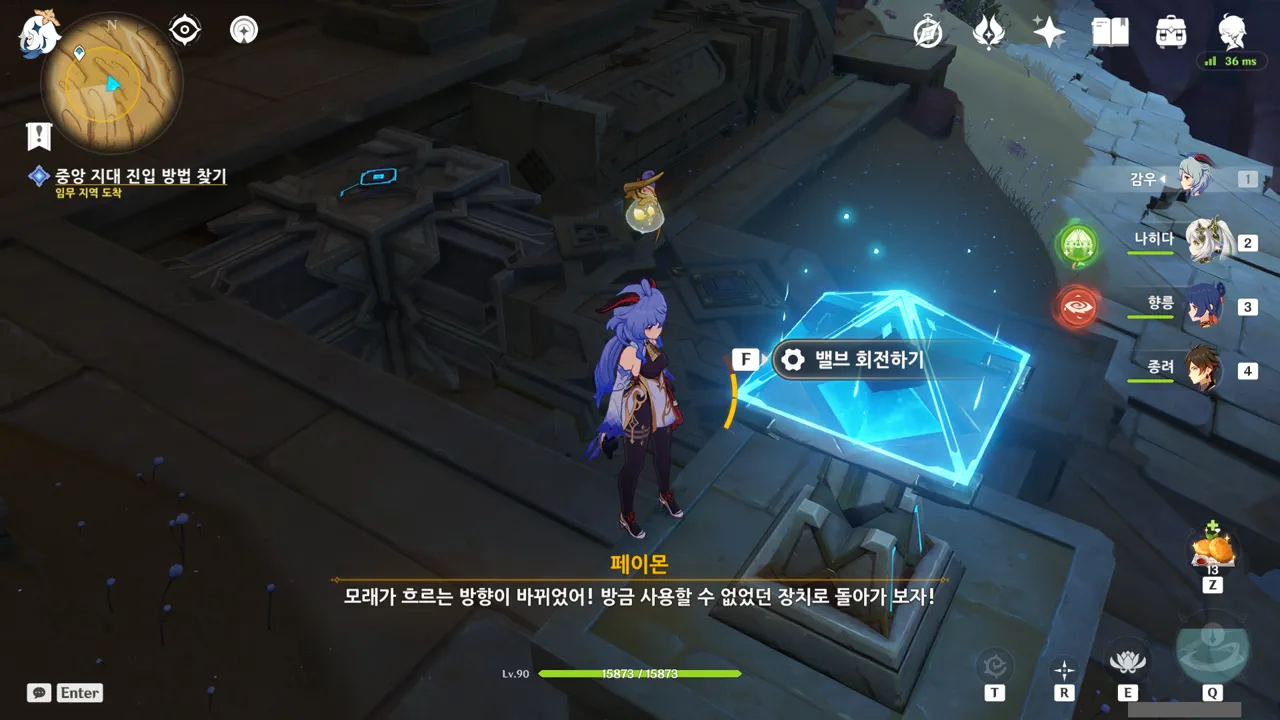 N
36 ms
중앙 지대 진입 방법 찾기
임무 지역 도착
감우
1
나히다
2
향릉
3
종려
4
F
밸브 회전하기
페이몬
모래가 흐르는 방향이 바뀌었어! 방금 사용할 수 없었던 장치로 돌아가 보자!
13
Z
Lv.90
15873 / 15873
Enter
T
R
E
Q